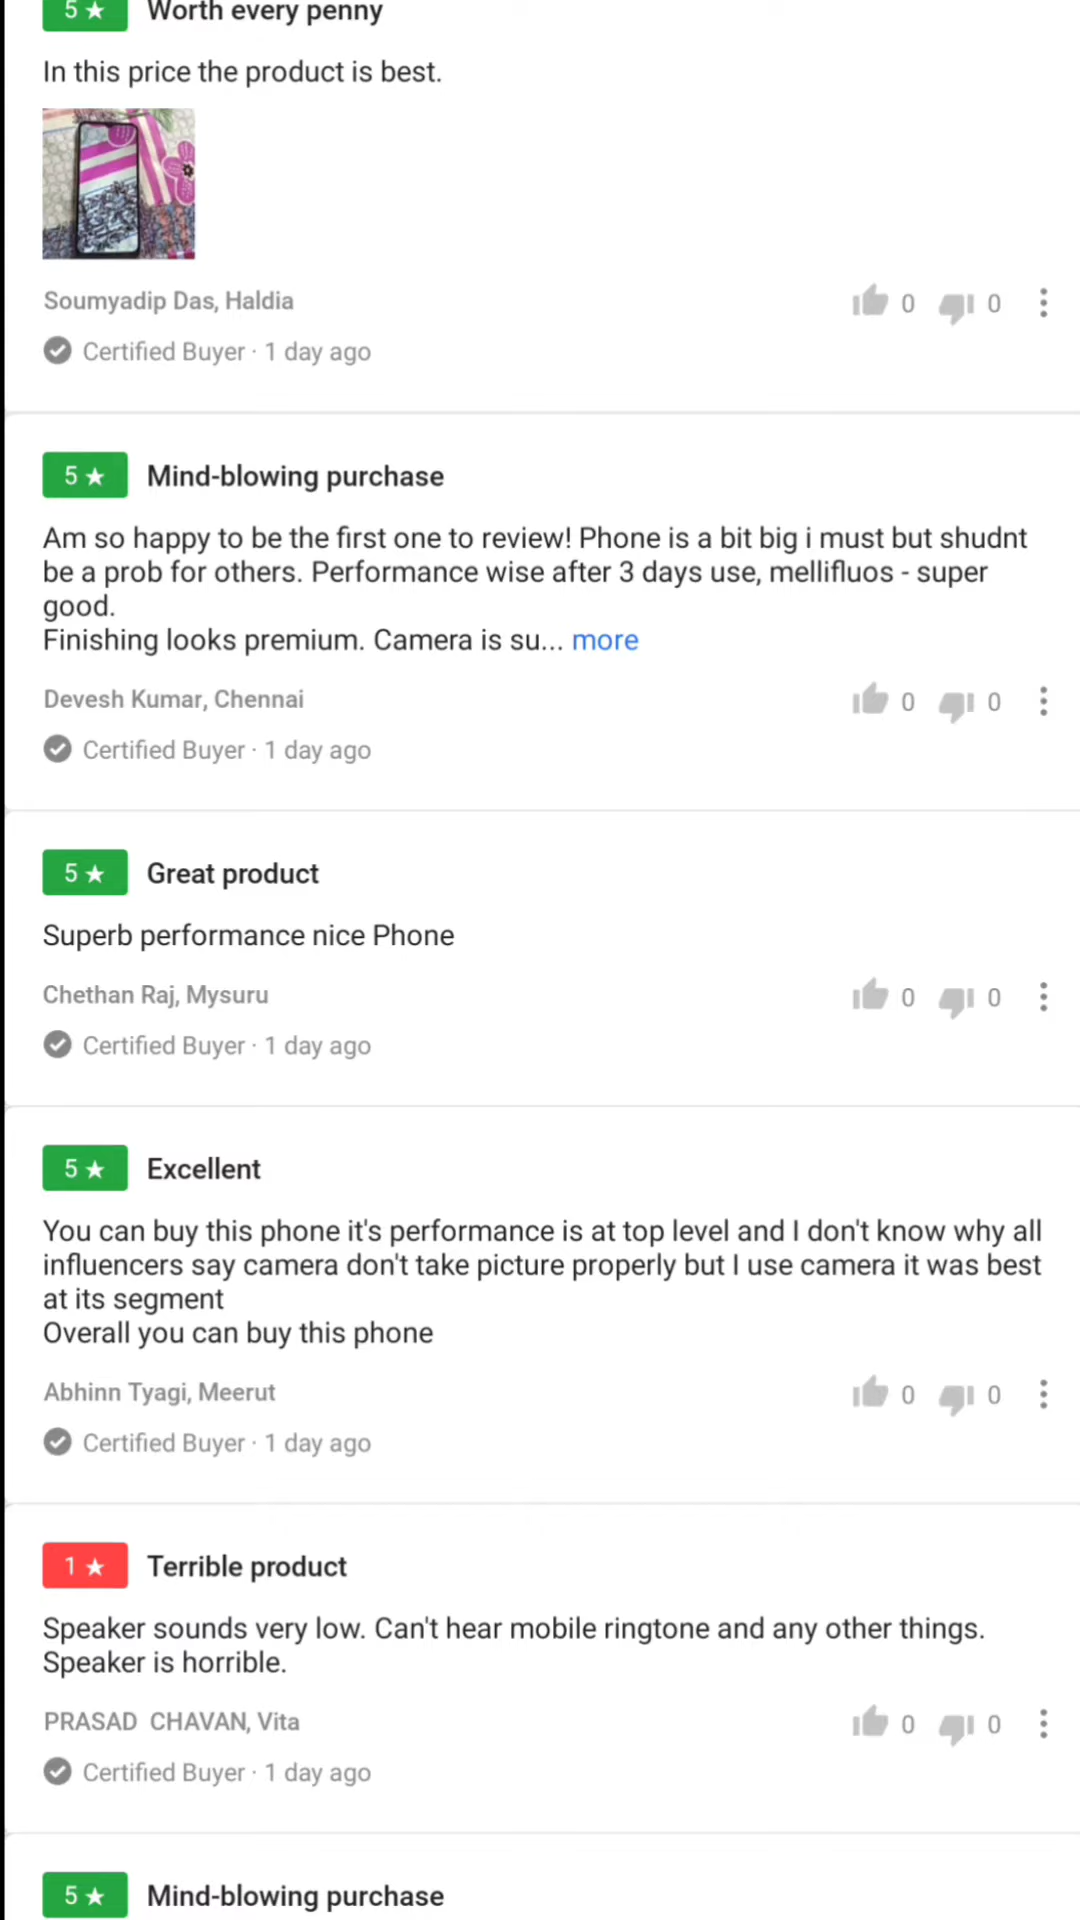 5 ★ Worth every penny
In this price the product is best.
Soumyadip Das, Haldia
0 0
Certified Buyer · 1 day ago
5 ★ Mind-blowing purchase
Am so happy to be the first one to review! Phone is a bit big i must but shudnt
be a prob for others. Performance wise after 3 days use, mellifluos - super
good.
Finishing looks premium. Camera is su... more
Devesh Kumar, Chennai
0 0
Certified Buyer · 1 day ago
5 ★ Great product
Superb performance nice Phone
Chethan Raj, Mysuru
0 0
Certified Buyer · 1 day ago
5 ★ Excellent
You can buy this phone it's performance is at top level and I don't know why all
influencers say camera don't take picture properly but I use camera it was best
at its segment
Overall you can buy this phone
Abhinn Tyagi, Meerut
0 0
Certified Buyer · 1 day ago
1 ★ Terrible product
Speaker sounds very low. Can't hear mobile ringtone and any other things.
Speaker is horrible.
PRASAD  CHAVAN, Vita
0 0
Certified Buyer · 1 day ago
5 ★ Mind-blowing purchase